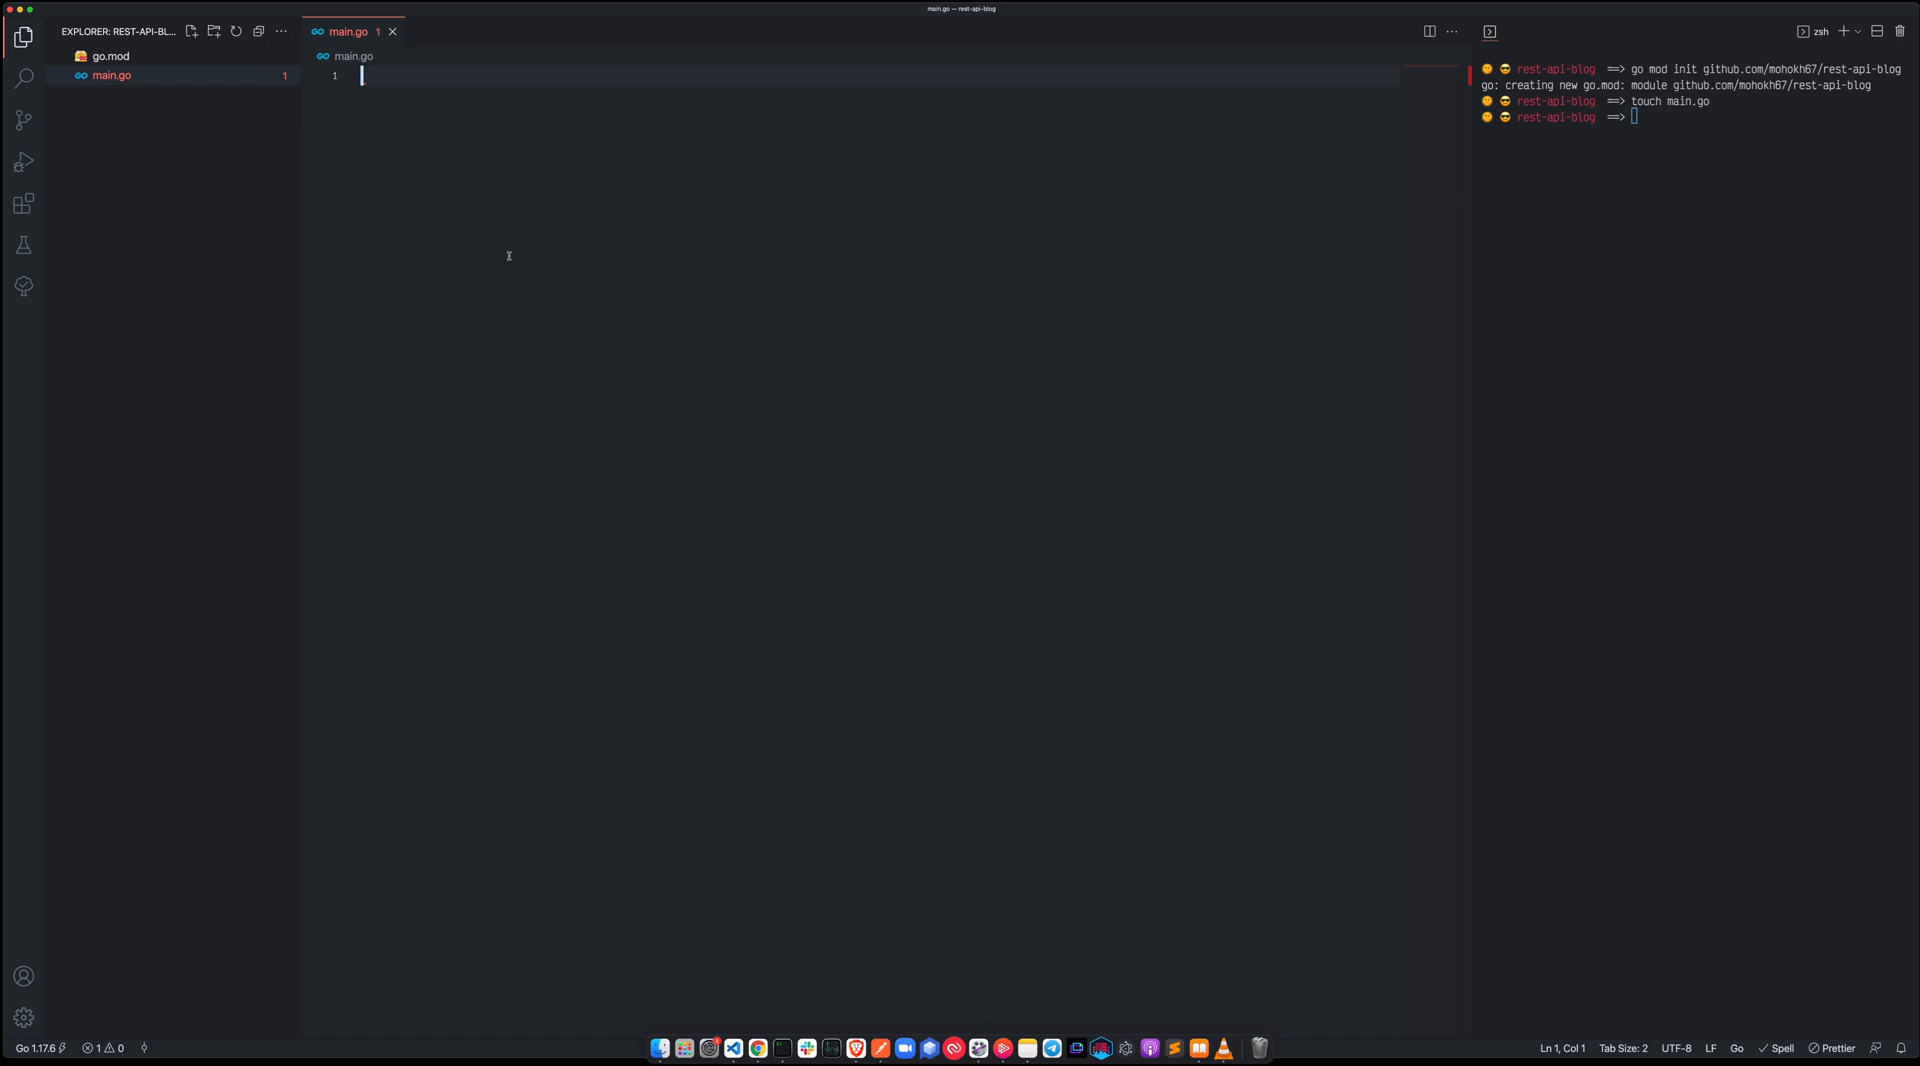 main.go — rest-api-blog
EXPLORER: REST-API-BL...
go.mod
main.go 1
main.go 1
main.go
1
zsh
rest-api-blog ==> go mod init github.com/mohokh67/rest-api-blog
go: creating new go.mod: module github.com/mohokh67/rest-api-blog
rest-api-blog ==> touch main.go
rest-api-blog ==>
Go 1.17.6
1 0
Ln 1, Col 1
Tab Size: 2
UTF-8
LF
Go
Spell
Prettier